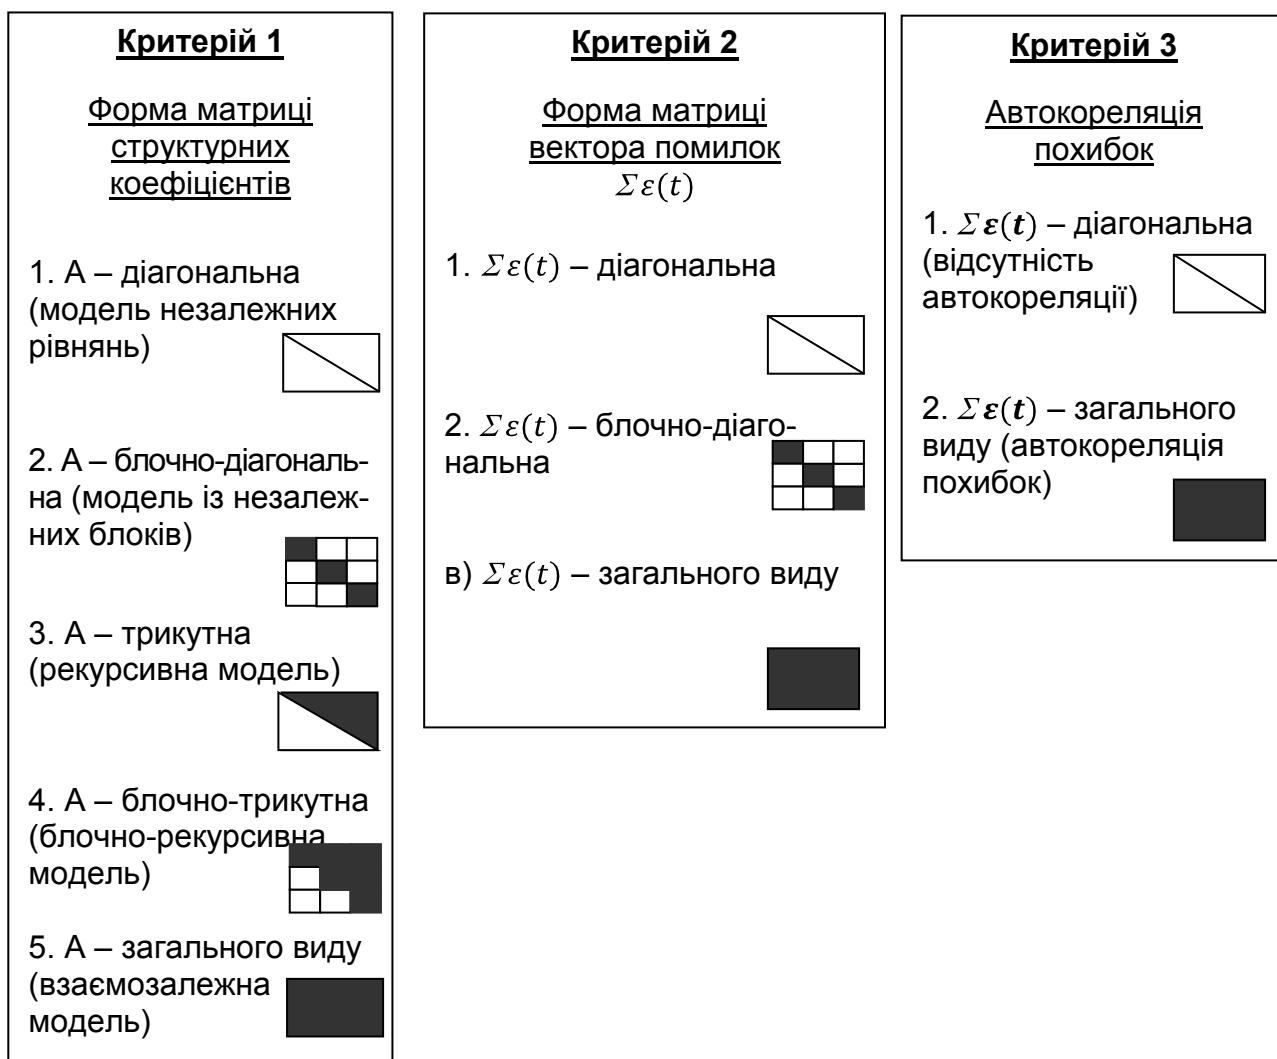 Критерій 1
Форма матриці
структурних
коефіцієнтів
1. А – діагональна
(модель незалежних
рівнянь)
2. А – блочно-діагональ-
на (модель із незалеж-
них блоків)
3. А – трикутна
(рекурсивна модель)
4. А – блочно-трикутна
(блочно-рекурсивна
модель)
5. А – загального виду
(взаємозалежна
модель)
Критерій 2
Форма матриці
вектора помилок
Σε(t)
1. Σε(t) – діагональна
2. Σε(t) – блочно-діаго-
нальна
в) Σε(t) – загального виду
Критерій 3
Автокореляція
похибок
1. Σε(t) – діагональна
(відсутність
автокореляції)
2. Σε(t) – загального
виду (автокореляція
похибок)